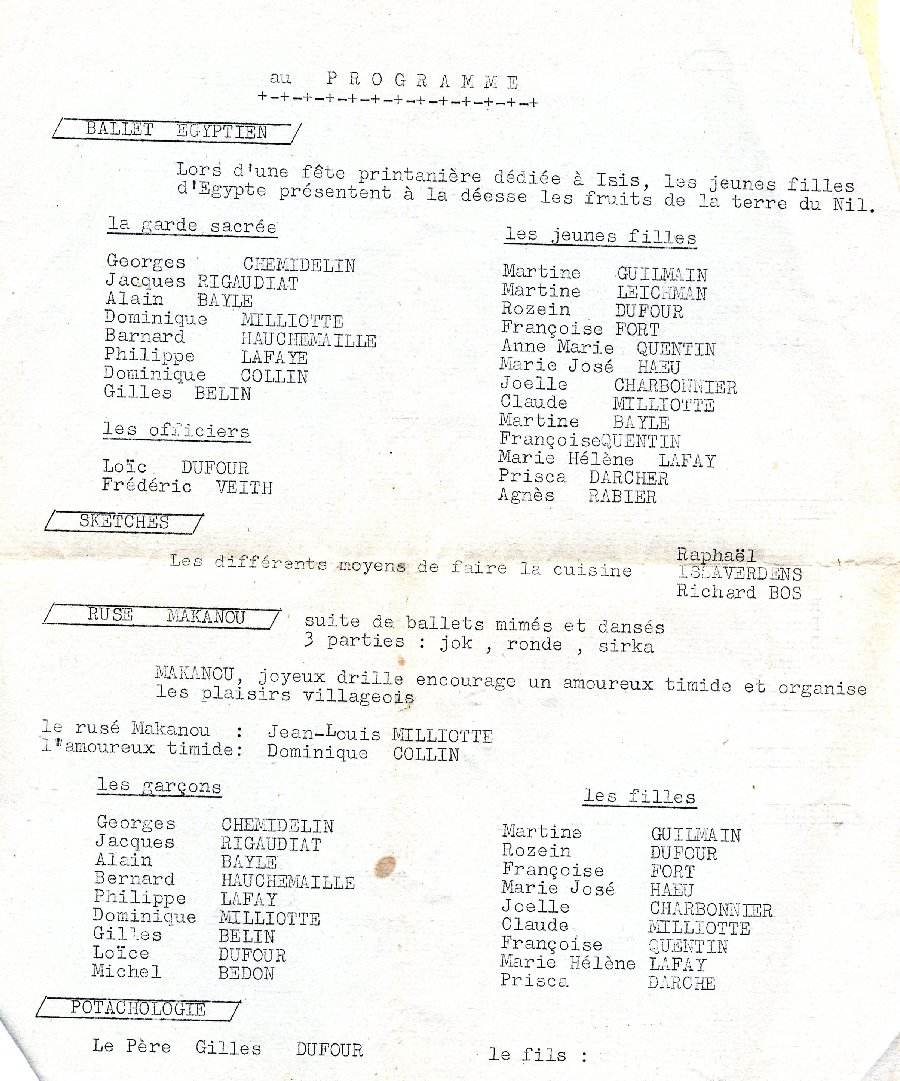 au PROGRAMME
+-+-+-+-+-+-+-+-+-+-+-+-+
BALLET EGYPTIEN
Lors d'une fête printanière dédiée à Isis, les jeunes filles
d'Egypte présentent à la déesse les fruits de la terre du Nil.
la garde sacrée
Georges CHEMIDELIN
Jacques RIGAUDIAT
Alain BAYLE
Dominique MILLIOTTE
Barnard HAUCHEMAILLE
Philippe LAFAYE
Dominique COLLIN
Gilles BELIN
les officiers
Loïc DUFOUR
Frédéric VEITH
les jeunes filles
Martine GUILMAIN
Martine LEICHMAN
Rozein DUFOUR
Françoise FORT
Anne Marie QUENTIN
Marie José HAEU
Joelle CHARBONNIER
Claude MILLIOTTE
Martine BAYLE
FrançoiseQUENTIN
Marie Hélène LAFAY
Prisca DARCHER
Agnès RABIER
SKETCHES
Les différents moyens de faire la cuisine
Raphaël
ISLAVERDENS
Richard BOS
RUSE MAKANOU
suite de ballets mimés et dansés
3 parties : jok , ronde , sirka
MAKANOU, joyeux drille encourage un amoureux timide et organise
les plaisirs villageois
le rusé Makanou : Jean-Louis MILLIOTTE
l'amoureux timide: Dominique COLLIN
les garçons
Georges CHEMIDELIN
Jacques RIGAUDIAT
Alain BAYLE
Bernard HAUCHEMAILLE
Philippe LAFAY
Dominique MILLIOTTE
Gilles BELIN
Loïce DUFOUR
Michel BEDON
les filles
Martine GUILMAIN
Rozein DUFOUR
Françoise FORT
Marie José HAEU
Jcelle CHARBONNIER
Claude MILLIOTTE
Françoise QUENTIN
Marie Hélène LAFAY
Prisca DARCHE
POTACHOLOGIE
Le Père Gilles DUFOUR
le fils :